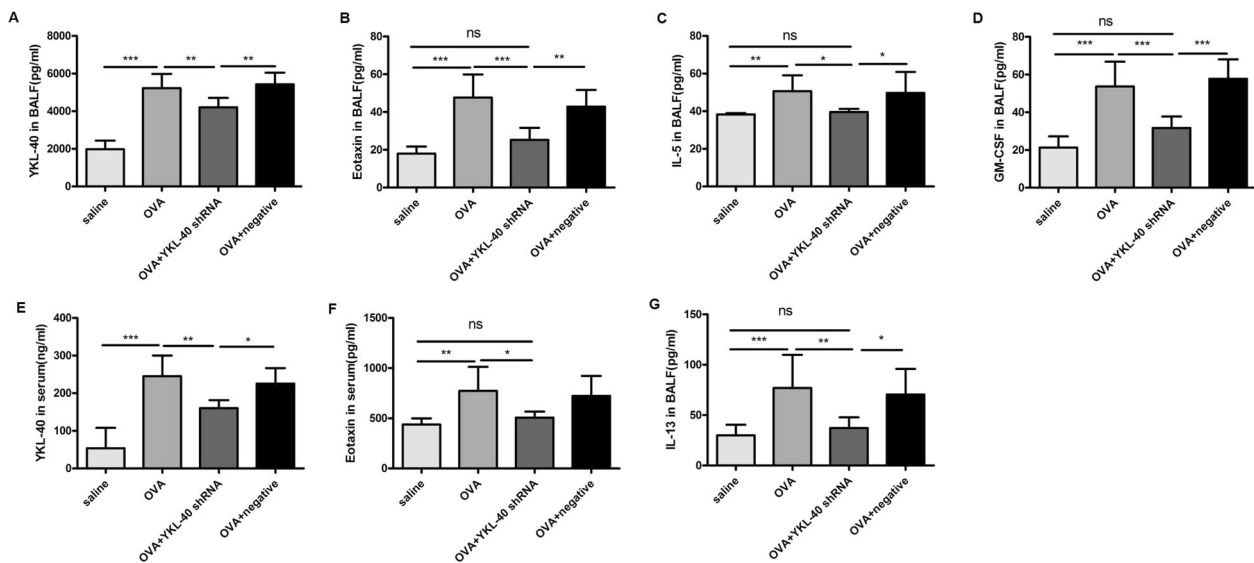 A
YKL-40 in BALF(pg/ml)
8000
6000
4000
2000
0
***
**
**
saline
OVA
OVA+YKL-40 shRNA
OVA+negative
B
Eotaxin in BALF(pg/ml)
80
60
40
20
0
ns
***
***
**
saline
OVA
OVA+YKL-40 shRNA
OVA+negative
C
IL-5 in BALF(pg/ml)
80
60
40
20
0
ns
**
*
*
saline
OVA
OVA+YKL-40 shRNA
OVA+negative
D
GM-CSF in BALF(pg/ml)
80
60
40
20
0
ns
***
***
***
saline
OVA
OVA+YKL-40 shRNA
OVA+negative
E
YKL-40 in serum(ng/ml)
400
300
200
100
0
***
**
*
saline
OVA
OVA+YKL-40 shRNA
OVA+negative
F
Eotaxin in serum(pg/ml)
1500
1000
500
0
ns
**
*
saline
OVA
OVA+YKL-40 shRNA
OVA+negative
G
IL-13 in BALF(pg/ml)
150
100
50
0
ns
***
**
*
saline
OVA
OVA+YKL-40 shRNA
OVA+negative